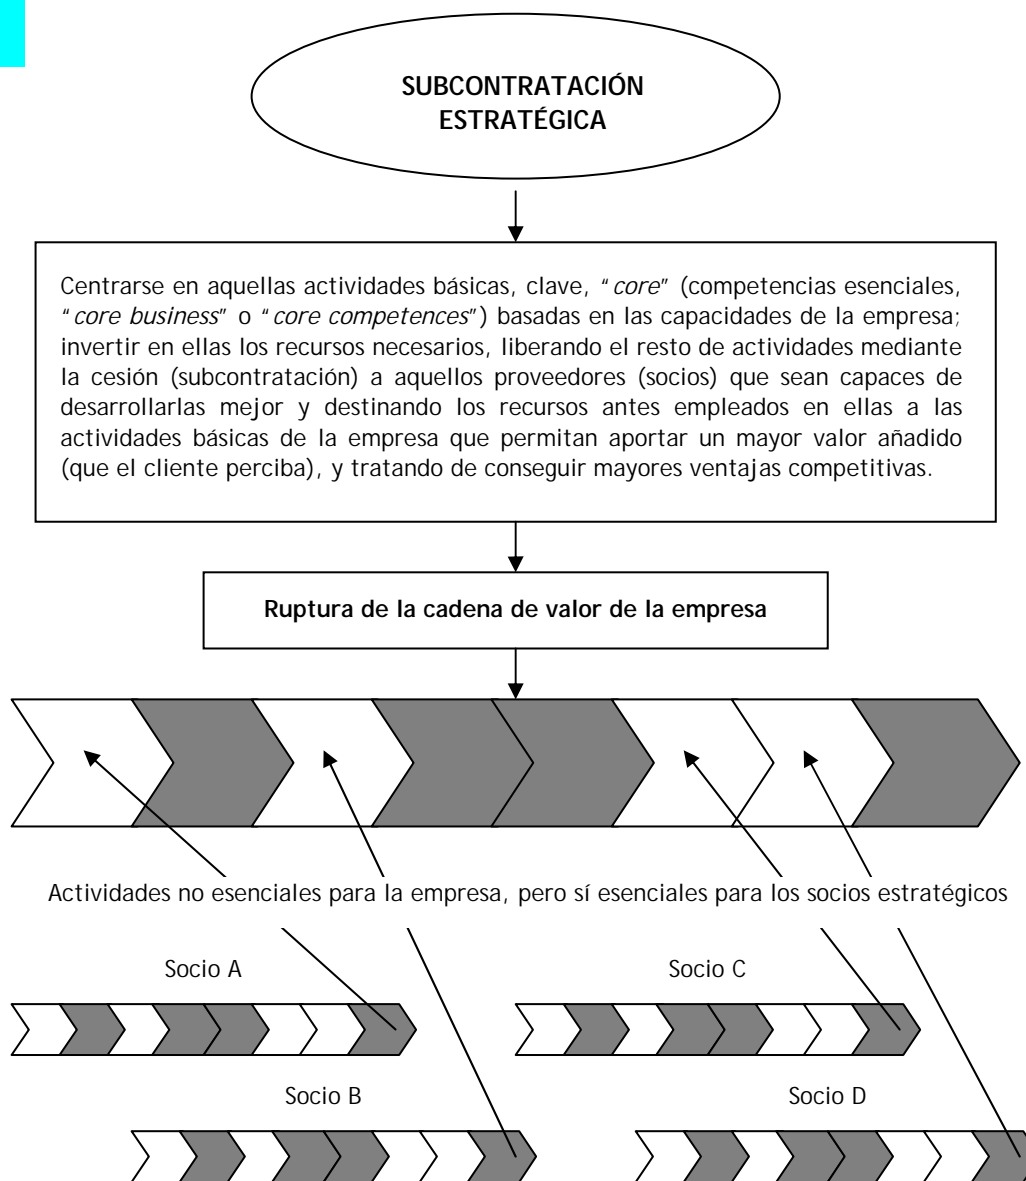 SUBCONTRATACIÓN
ESTRATÉGICA
Centrarse en aquellas actividades básicas, clave, “core” (competencias esenciales,
“core business” o “core competences”) basadas en las capacidades de la empresa;
invertir en ellas los recursos necesarios, liberando el resto de actividades mediante
la cesión (subcontratación) a aquellos proveedores (socios) que sean capaces de
desarrollarlas mejor y destinando los recursos antes empleados en ellas a las
actividades básicas de la empresa que permitan aportar un mayor valor añadido
(que el cliente perciba), y tratando de conseguir mayores ventajas competitivas.
Ruptura de la cadena de valor de la empresa
Actividades no esenciales para la empresa, pero sí esenciales para los socios estratégicos
Socio A
Socio C
Socio B
Socio D